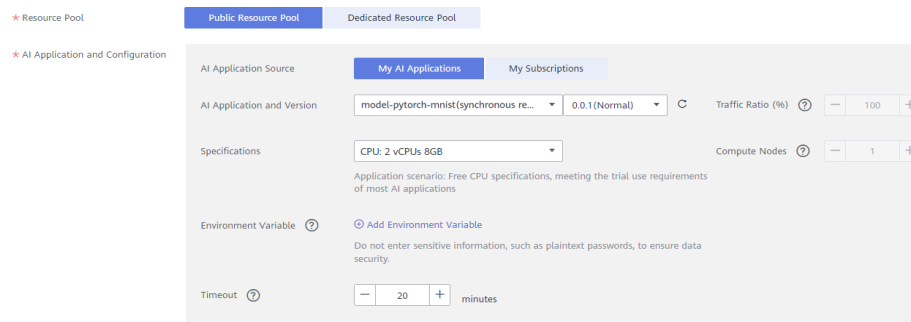 * Resource Pool
Public Resource Pool
Dedicated Resource Pool
* AI Application and Configuration
AI Application Source
My AI Applications
My Subscriptions
AI Application and Version
model-pytorch-mnist(synchronous re...
0.0.1(Normal)
Traffic Ratio (%) ?
— 100 +
Specifications
CPU: 2 vCPUs 8GB
Compute Nodes ?
— 1 +
Application scenario: Free CPU specifications, meeting the trial use requirements
of most AI applications
Environment Variable ?
Add Environment Variable
Do not enter sensitive information, such as plaintext passwords, to ensure data
security.
Timeout ?
— 20 +
minutes